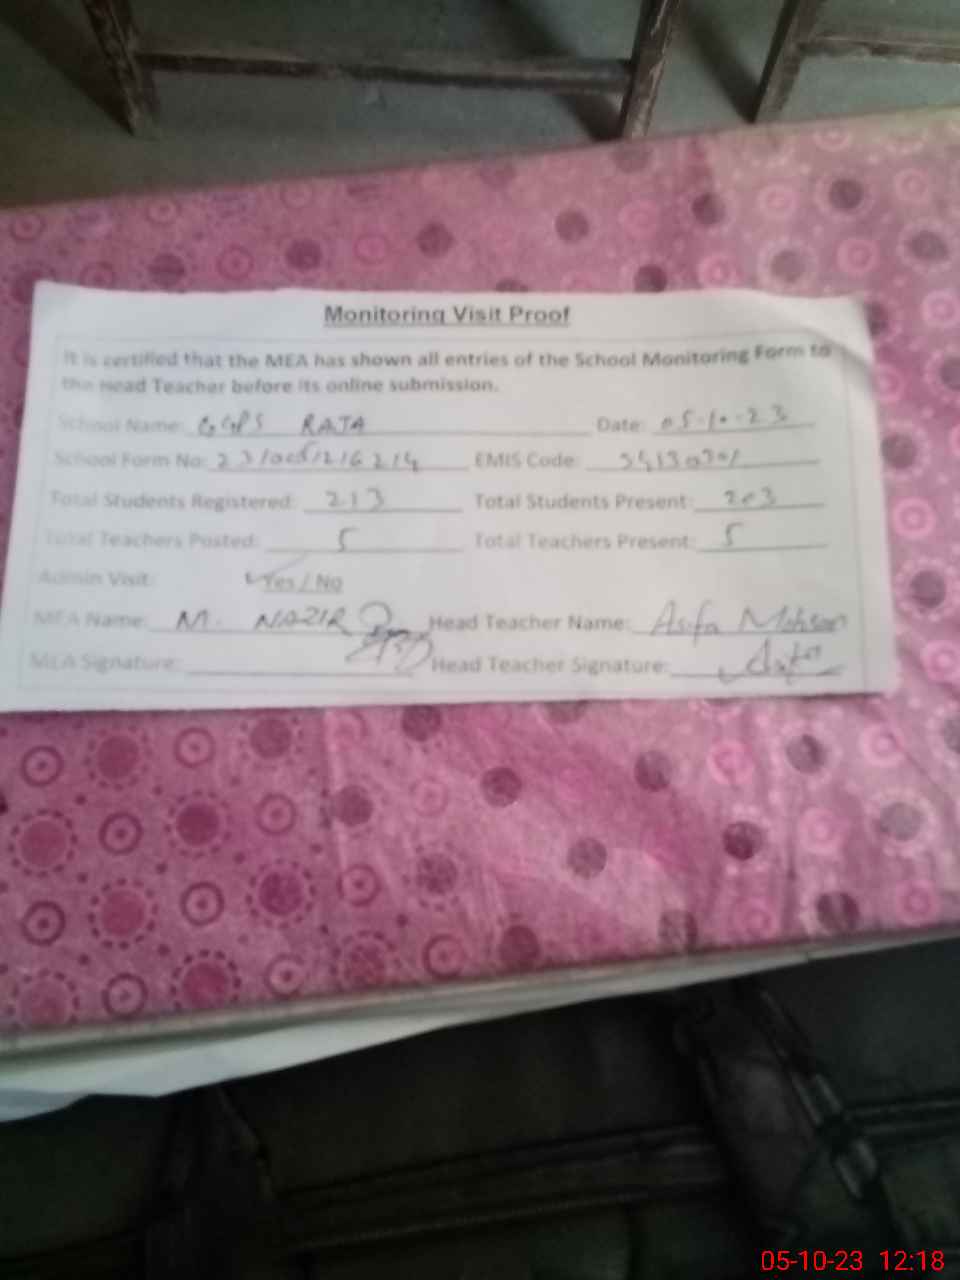 Monitoring Visit Proof
It is certified that the MEA has shown all entries of the School Monitoring Form to
the Head Teacher before its online submission.
School Name: GGPS RAJA Date: 05-10-23
School Form No: EMIS Code:
Total Students Registered: 213 Total Students Present: 203
Total Teachers Posted: 5 Total Teachers Present: 5
Admin Visit: Yes / No
MEA Name: M. NAZIR Head Teacher Name: Asifa Mohsan
MEA Signature: Head Teacher Signature:
05-10-23 12:18